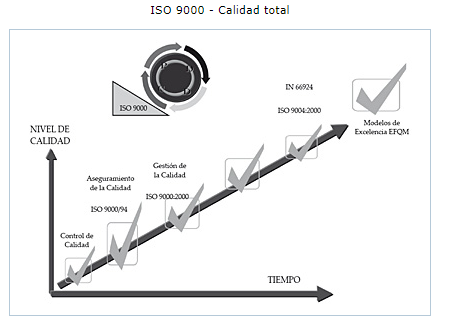 ISO 9000 - Calidad total
ISO 9000
IN 66924
ISO 9004:2000
Modelos de
Excelencia EFQM
NIVEL DE
CALIDAD
Gestión de
la Calidad
ISO 9000:2000
Aseguramiento
de la Calidad
ISO 9000/94
Control de
Calidad
TIEMPO